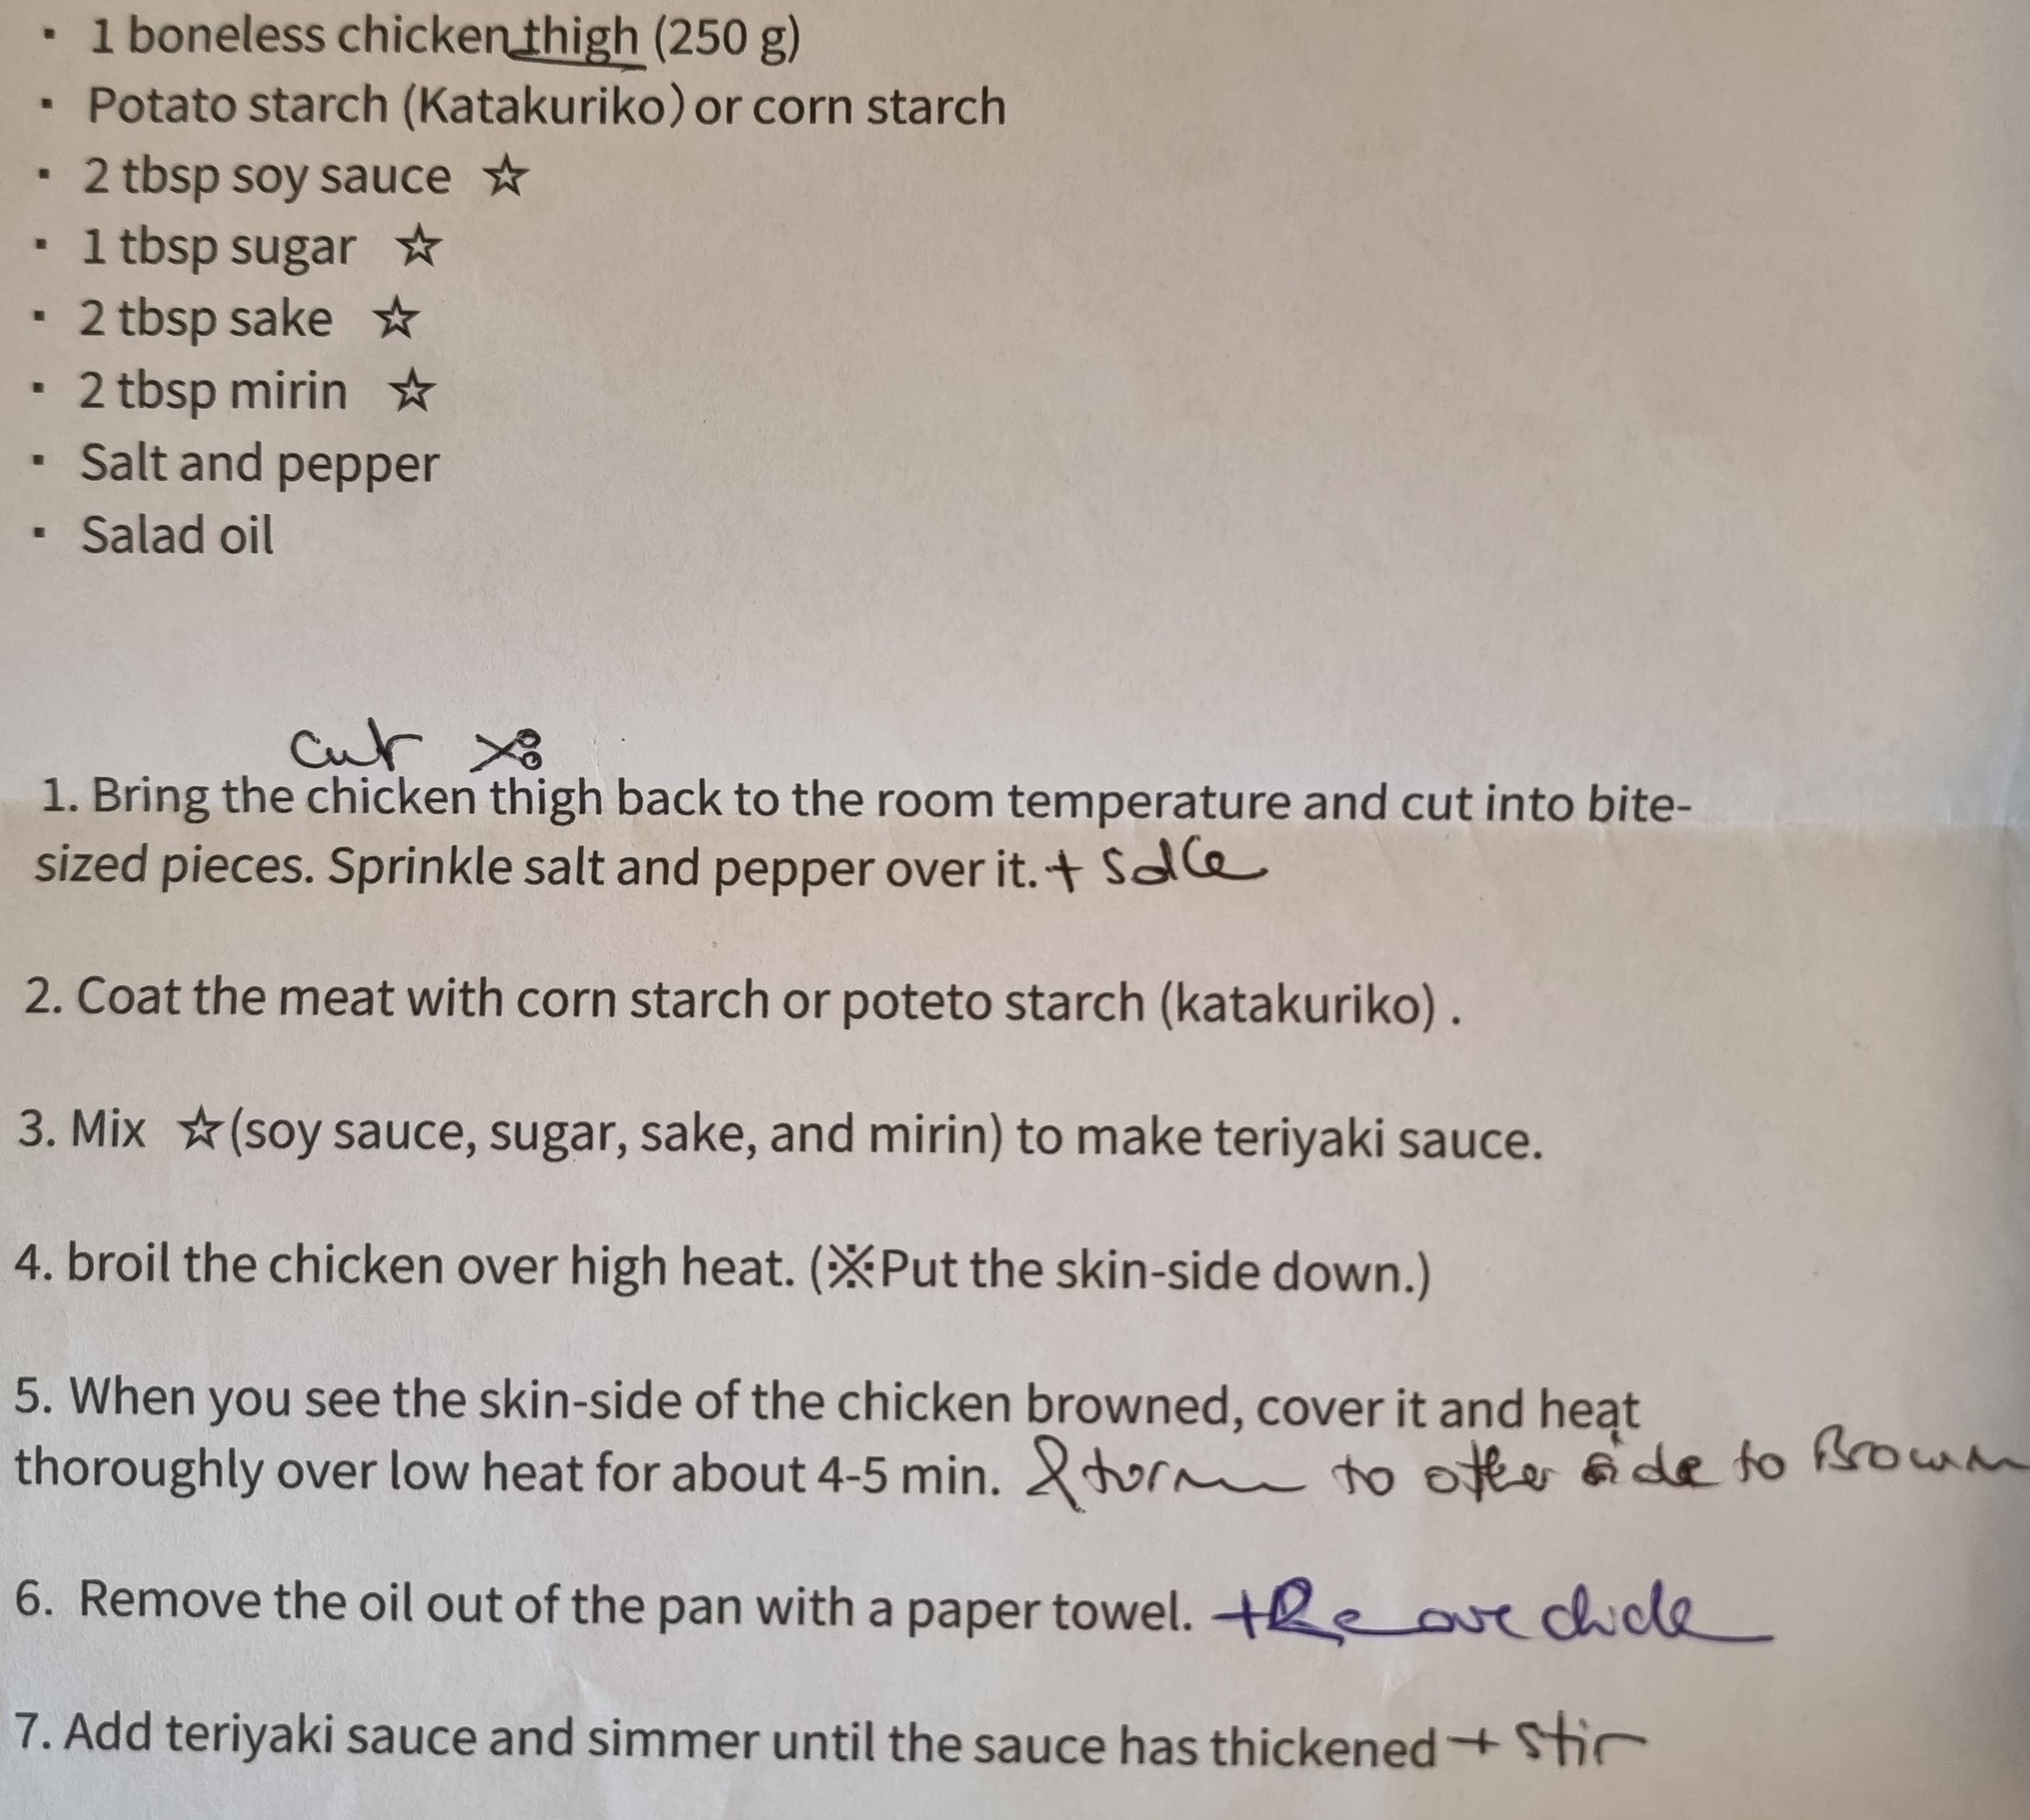 ・ 1 boneless chicken thigh (250 g)
・ Potato starch (Katakuriko) or corn starch
・ 2 tbsp soy sauce ☆
・ 1 tbsp sugar ☆
・ 2 tbsp sake ☆
・ 2 tbsp mirin ☆
・ Salt and pepper
・ Salad oil
cut
1. Bring the chicken thigh back to the room temperature and cut into bite-
sized pieces. Sprinkle salt and pepper over it. +
2. Coat the meat with corn starch or poteto starch (katakuriko) .
3. Mix ☆(soy sauce, sugar, sake, and mirin) to make teriyaki sauce.
4. broil the chicken over high heat. (※Put the skin-side down.)
5. When you see the skin-side of the chicken browned, cover it and heat
thoroughly over low heat for about 4-5 min. & turn to other side to Brown
6. Remove the oil out of the pan with a paper towel. +
7. Add teriyaki sauce and simmer until the sauce has thickened + stir